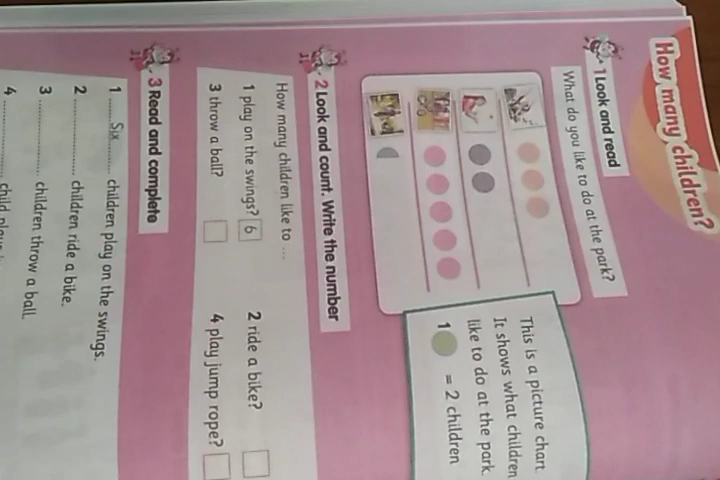 How many children?
1 Look and read
What do you like to do at the park?
This is a picture chart.
It shows what children
like to do at the park.
1 = 2 children
2 Look and count. Write the number
How many children like to ...
1 play on the swings? 6
2 ride a bike?
3 throw a ball?
4 play jump rope?
3 Read and complete
1 Six children play on the swings.
2 children ride a bike.
3 children throw a ball.
4 child